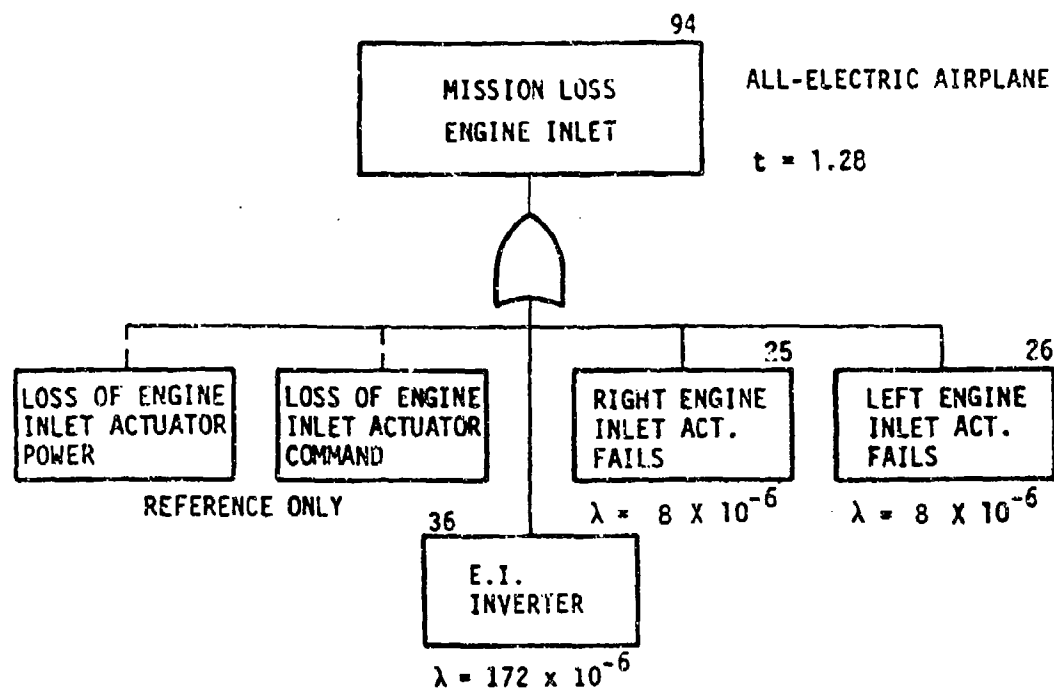 94
MISSION LOSS
ENGINE INLET
ALL-ELECTRIC AIRPLANE
t = 1.28
LOSS OF ENGINE
INLET ACTUATOR
POWER
LOSS OF ENGINE
INLET ACTUATOR
COMMAND
REFERENCE ONLY
25
RIGHT ENGINE
INLET ACT.
FAILS
λ = 8 X 10⁻⁶
26
LEFT ENGINE
INLET ACT.
FAILS
λ = 8 X 10⁻⁶
36
E.I.
INVERTER
λ = 172 x 10⁻⁶